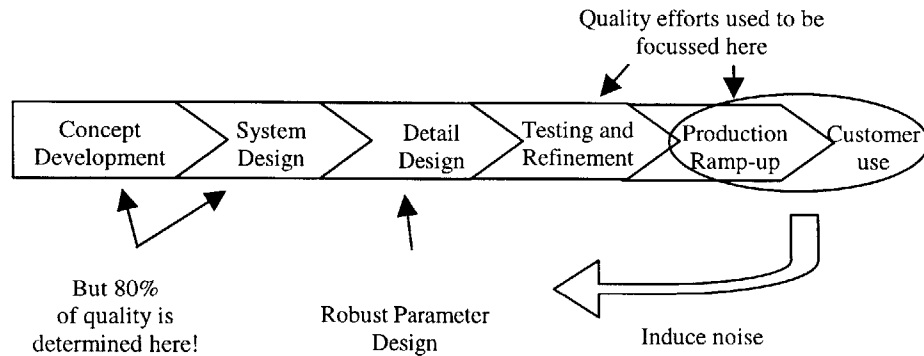 Quality efforts used to be
focussed here
Concept
Development
System
Design
Detail
Design
Testing and
Refinement
Production
Ramp-up
Customer
use
But 80%
of quality is
determined here!
Robust Parameter
Design
Induce noise